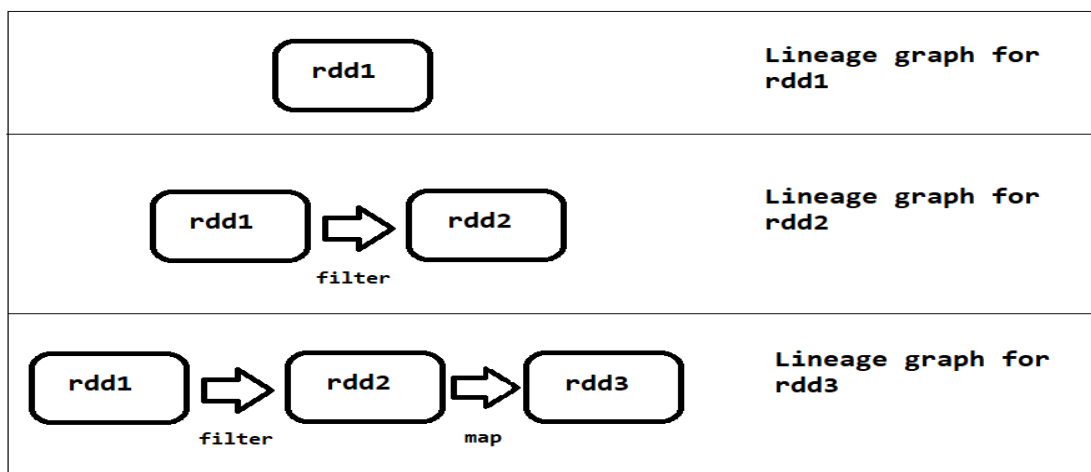 rdd1
Lineage graph for
rdd1
rdd1
rdd2
filter
Lineage graph for
rdd2
rdd1
rdd2
rdd3
filter
map
Lineage graph for
rdd3